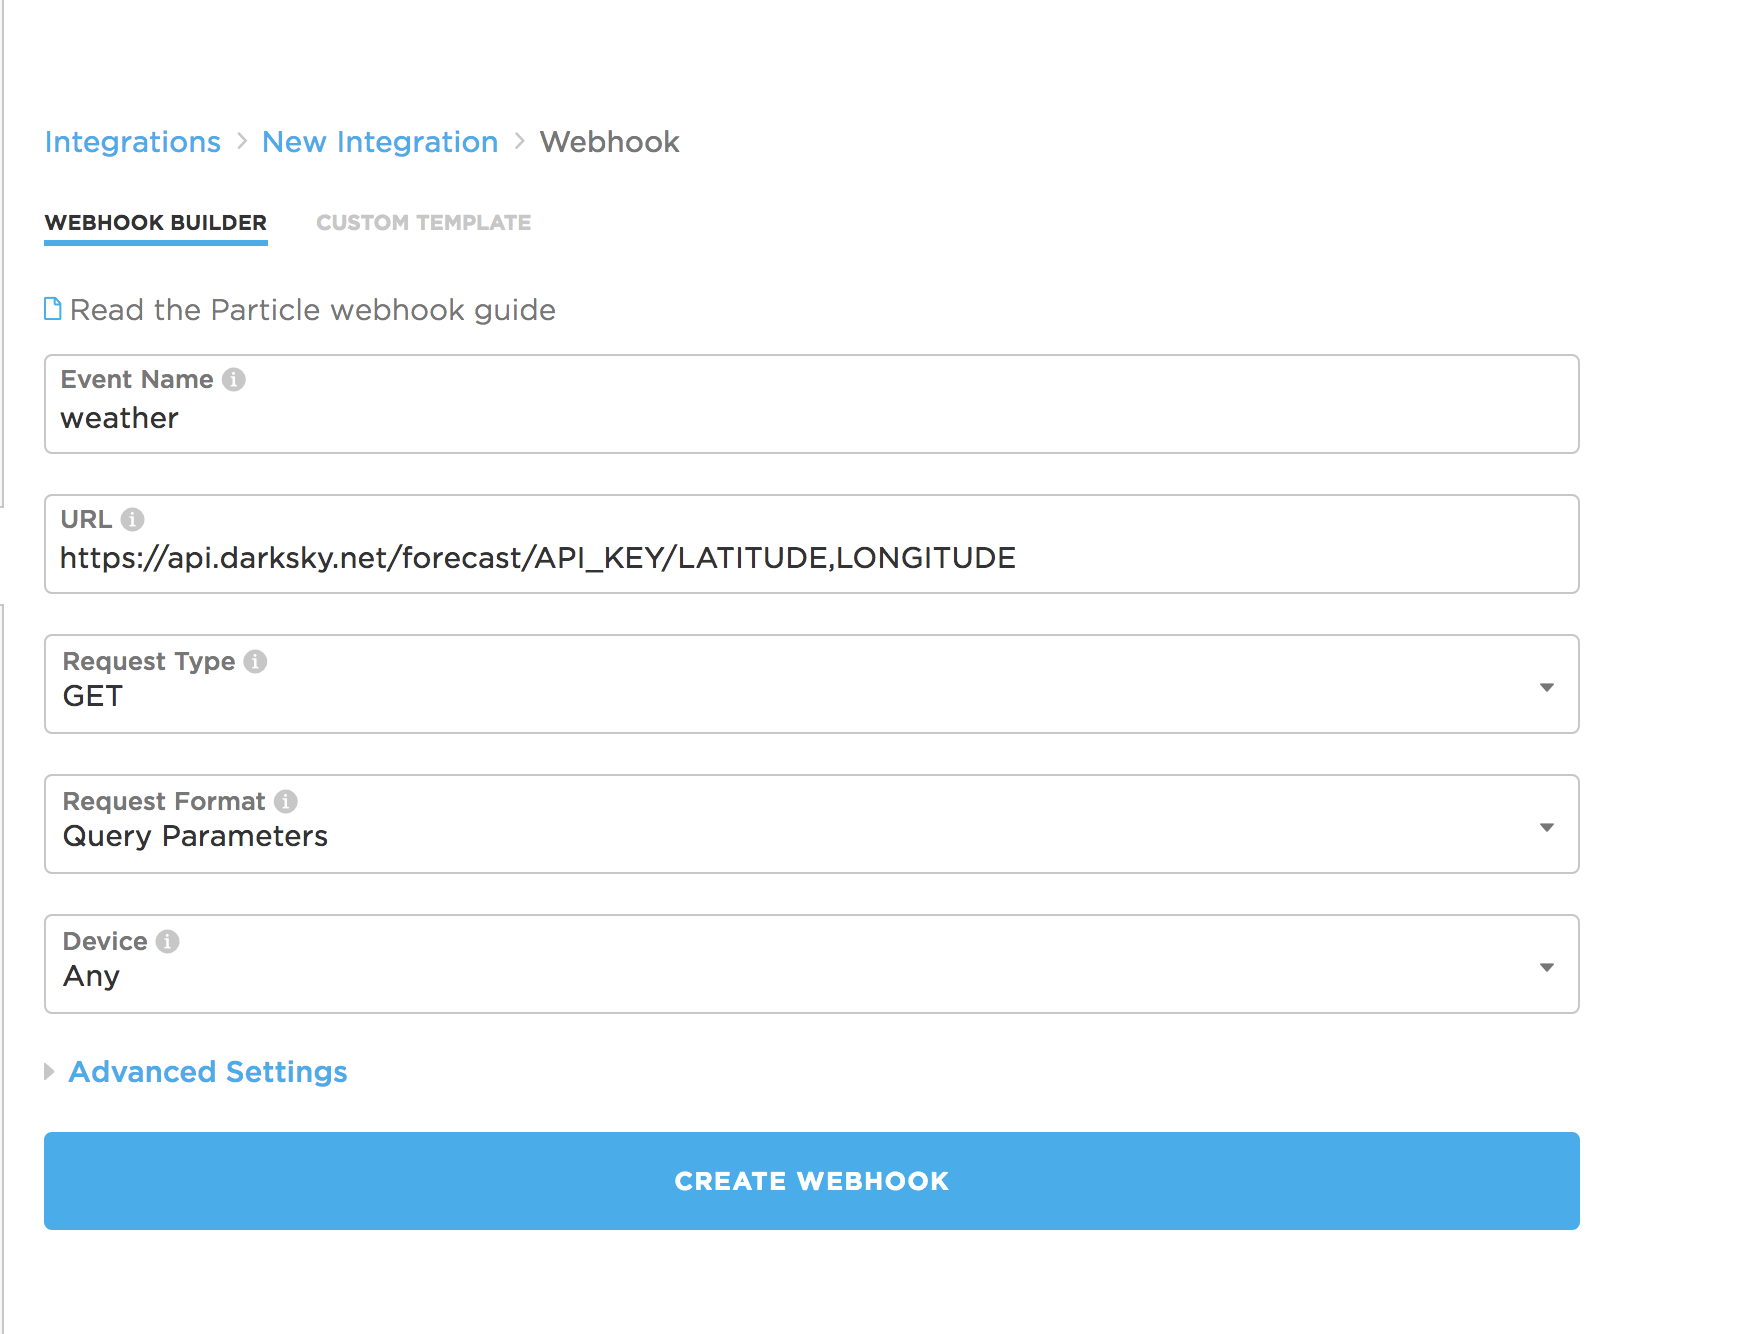 Integrations > New Integration > Webhook
WEBHOOK BUILDER CUSTOM TEMPLATE
Read the Particle webhook guide
Event Name i
weather
URL i
https://api.darksky.net/forecast/API_KEY/LATITUDE,LONGITUDE
Request Type i
GET
Request Format i
Query Parameters
Device i
Any
Advanced Settings
CREATE WEBHOOK